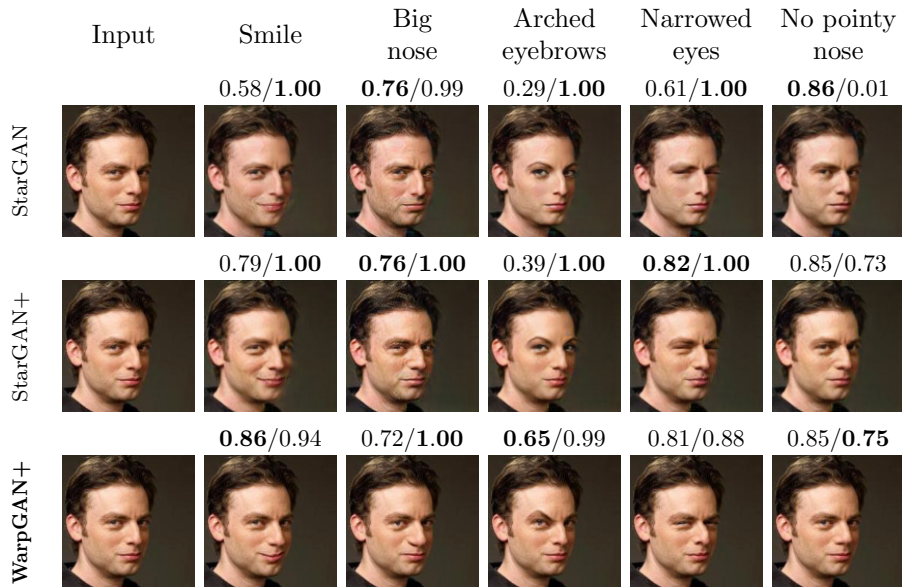 Input Smile Big nose Arched eyebrows Narrowed eyes No pointy nose
0.58/1.00 0.76/0.99 0.29/1.00 0.61/1.00 0.86/0.01
StarGAN
0.79/1.00 0.76/1.00 0.39/1.00 0.82/1.00 0.85/0.73
StarGAN+
0.86/0.94 0.72/1.00 0.65/0.99 0.81/0.88 0.85/0.75
WarpGAN+